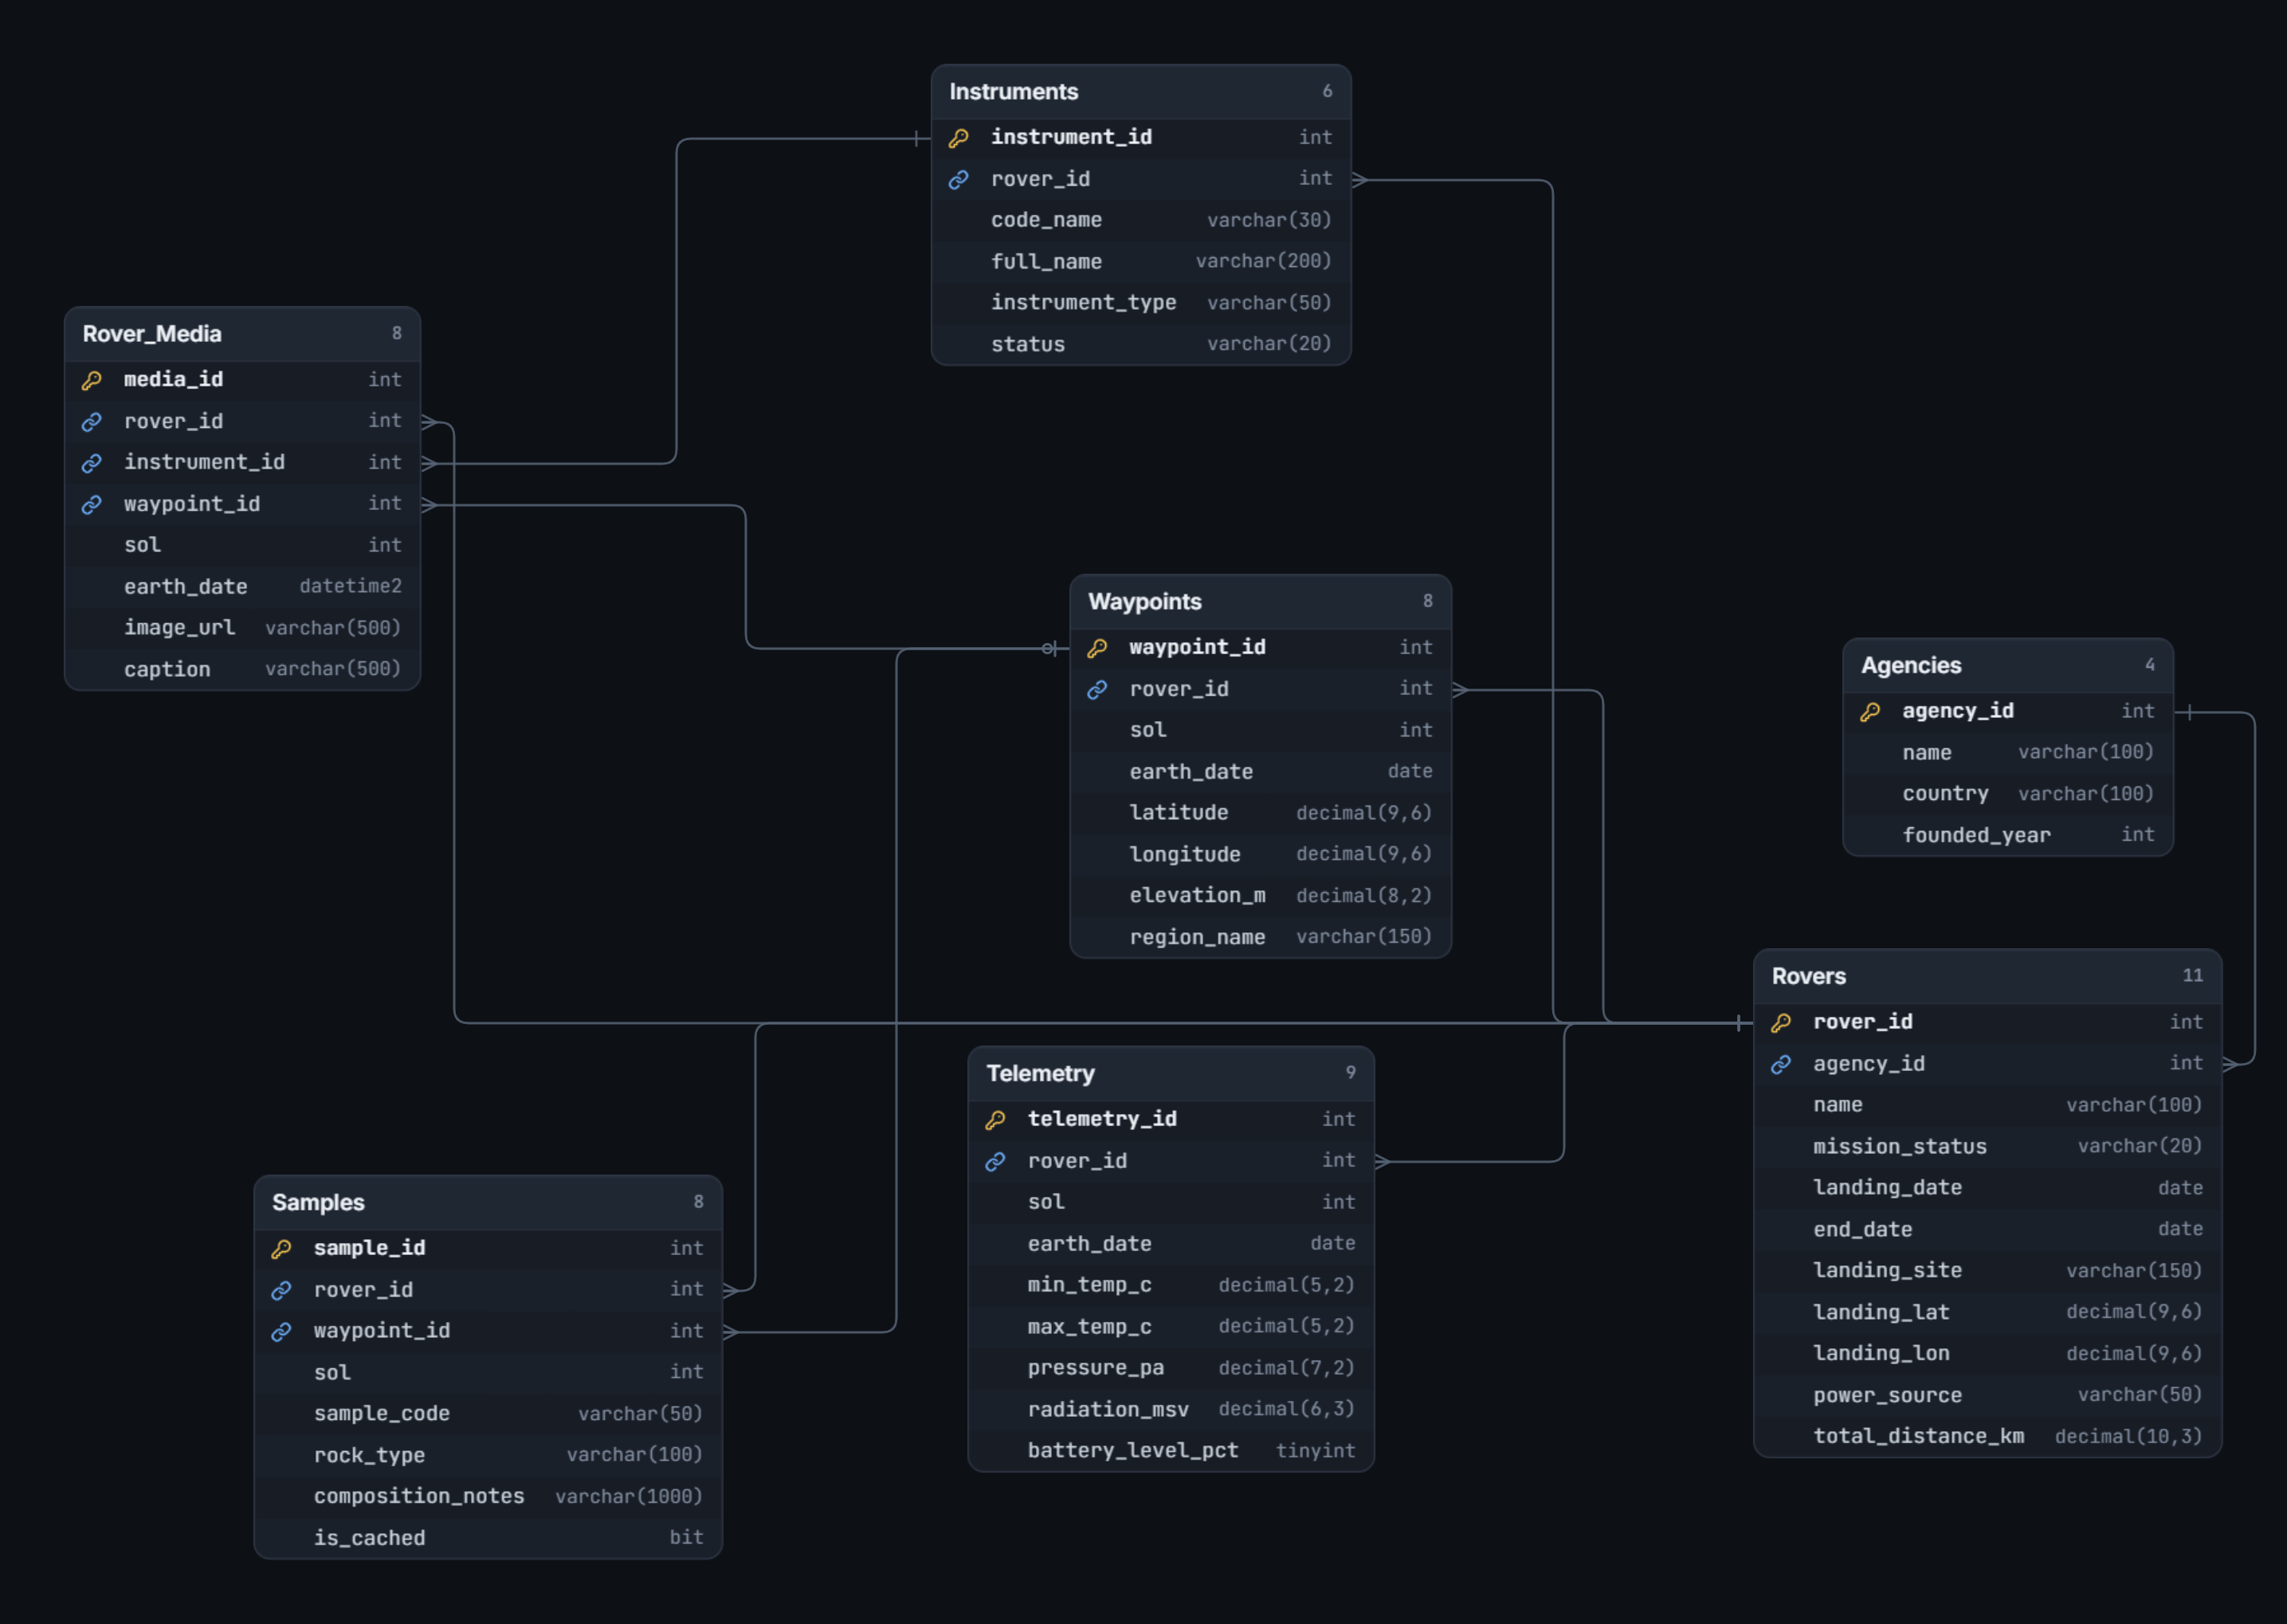 Instruments 6
instrument_id int
rover_id int
code_name varchar(30)
full_name varchar(200)
instrument_type varchar(50)
status varchar(20)
Rover_Media 8
media_id int
rover_id int
instrument_id int
waypoint_id int
sol int
earth_date datetime2
image_url varchar(500)
caption varchar(500)
Waypoints 8
waypoint_id int
rover_id int
sol int
earth_date date
latitude decimal(9,6)
longitude decimal(9,6)
elevation_m decimal(8,2)
region_name varchar(150)
Agencies 4
agency_id int
name varchar(100)
country varchar(100)
founded_year int
Rovers 11
rover_id int
agency_id int
name varchar(100)
mission_status varchar(20)
landing_date date
end_date date
landing_site varchar(150)
landing_lat decimal(9,6)
landing_lon decimal(9,6)
power_source varchar(50)
total_distance_km decimal(10,3)
Telemetry 9
telemetry_id int
rover_id int
sol int
earth_date date
min_temp_c decimal(5,2)
max_temp_c decimal(5,2)
pressure_pa decimal(7,2)
radiation_msv decimal(6,3)
battery_level_pct tinyint
Samples 8
sample_id int
rover_id int
waypoint_id int
sol int
sample_code varchar(50)
rock_type varchar(100)
composition_notes varchar(1000)
is_cached bit